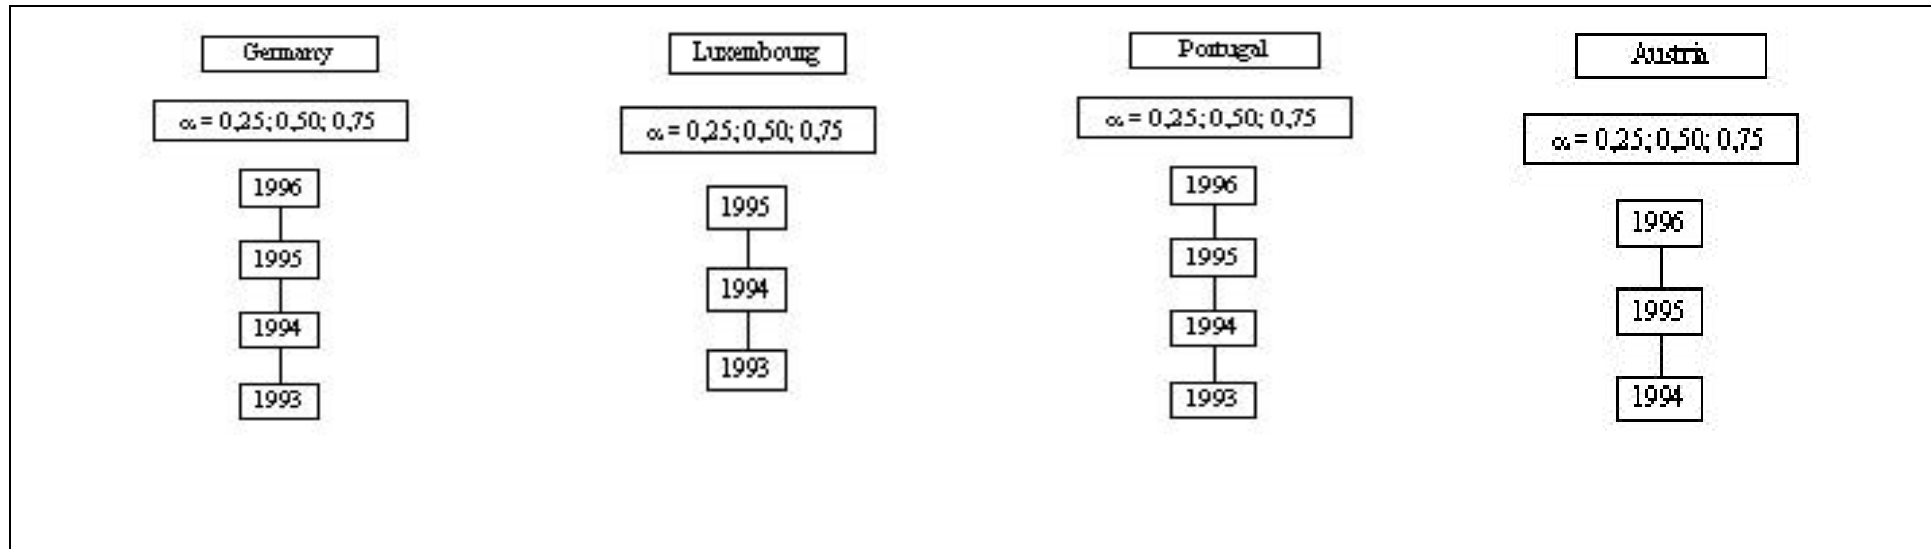 Germany
α = 0,25; 0,50; 0,75
1996
1995
1994
1993
Luxembourg
α = 0,25; 0,50; 0,75
1995
1994
1993
Portugal
α = 0,25; 0,50; 0,75
1996
1995
1994
1993
Austria
α = 0,25; 0,50; 0,75
1996
1995
1994